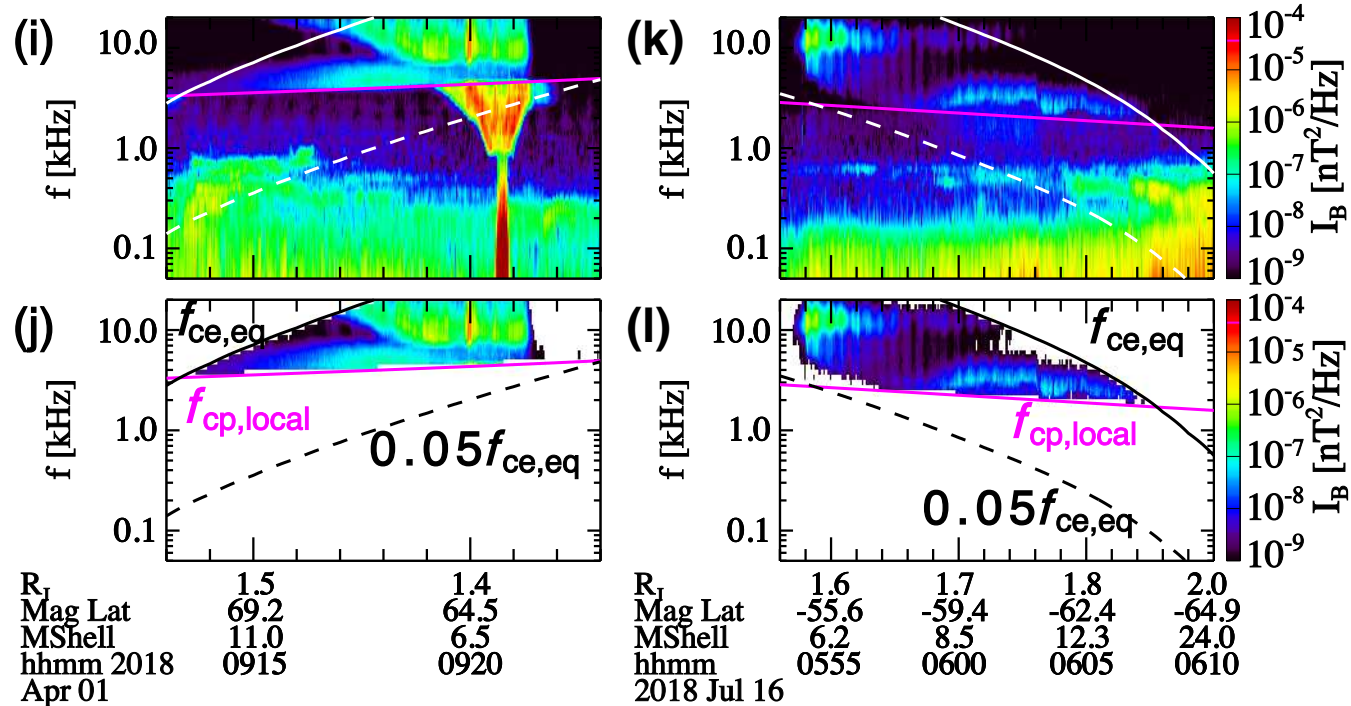 (i)
f [kHz]
10.0
1.0
0.1
(k)
f [kHz]
10.0
1.0
0.1
10⁻⁴
10⁻⁵
10⁻⁶
10⁻⁷
10⁻⁸
10⁻⁹
I_B [nT²/Hz]
(j)
f [kHz]
10.0
1.0
0.1
f_ce,eq
f_cp,local
0.05f_ce,eq
(l)
f [kHz]
10.0
1.0
0.1
f_ce,eq
f_cp,local
0.05f_ce,eq
10⁻⁴
10⁻⁵
10⁻⁶
10⁻⁷
10⁻⁸
10⁻⁹
I_B [nT²/Hz]
R_J 1.5 1.4
Mag Lat 69.2 64.5
MShell 11.0 6.5
hhmm 2018 0915 0920
Apr 01
R_J 1.6 1.7 1.8 2.0
Mag Lat -55.6 -59.4 -62.4 -64.9
MShell 6.2 8.5 12.3 24.0
hhmm 0555 0600 0605 0610
2018 Jul 16